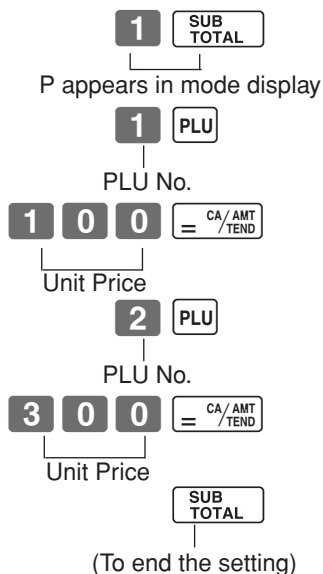 1 SUB TOTAL
P appears in mode display
1 PLU
PLU No.
1 0 0 = CA/AMT/TEND
Unit Price
2 PLU
PLU No.
3 0 0 = CA/AMT/TEND
Unit Price
SUB TOTAL
(To end the setting)